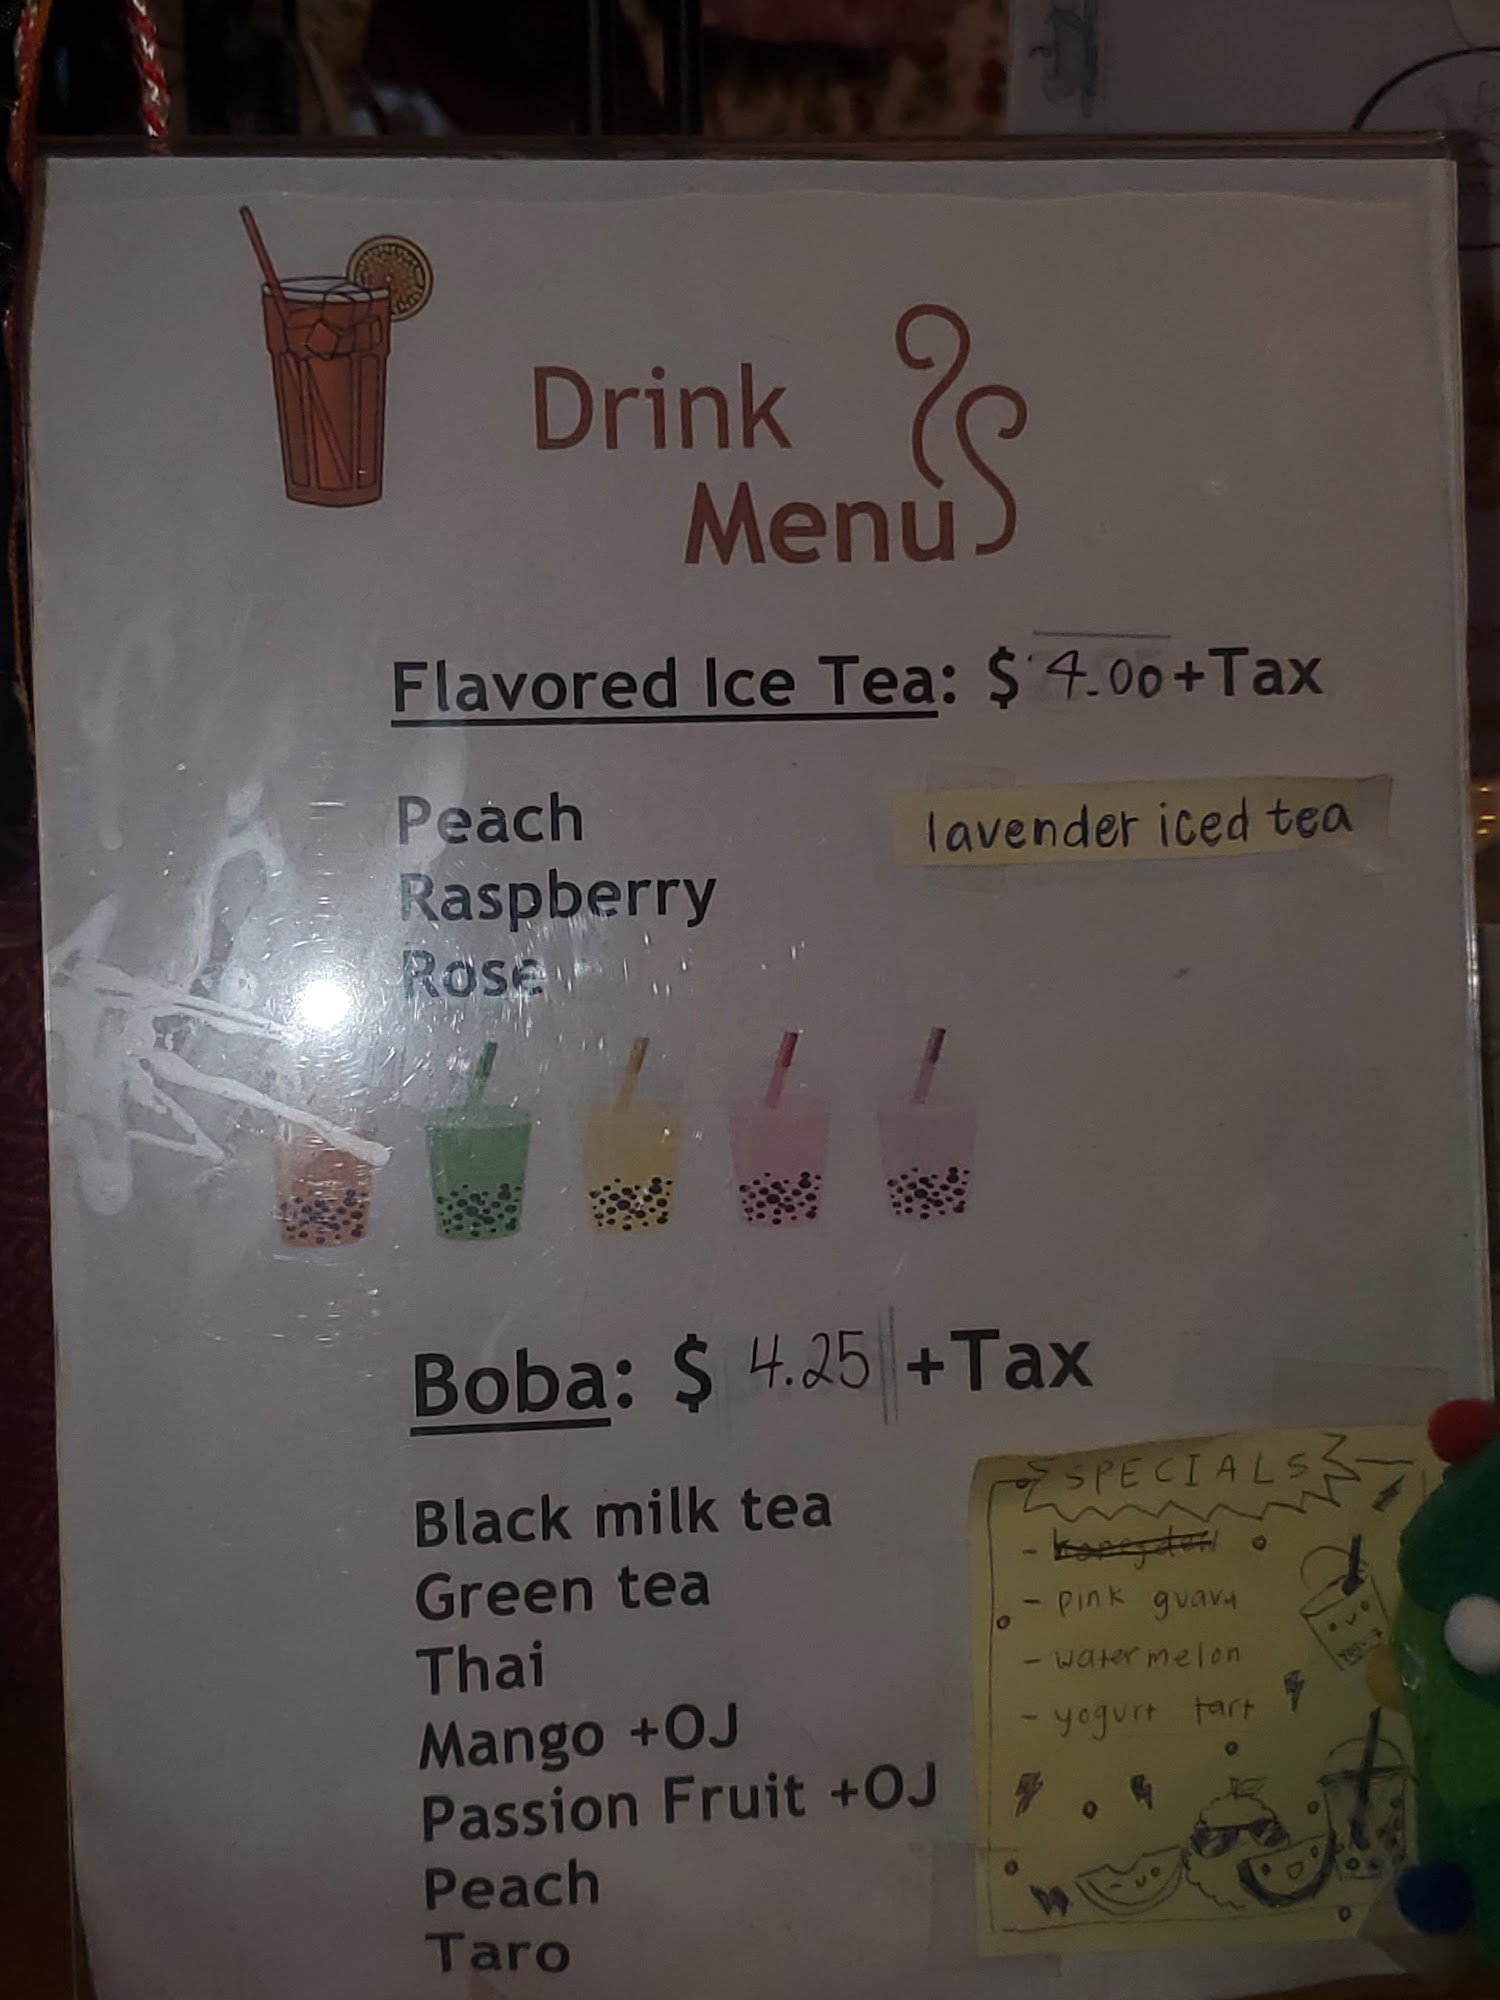 Drink
Menu
Flavored Ice Tea: $ 4.00 +Tax
Peach
lavender iced tea
Raspberry
Rose
Boba: $ 4.25 +Tax
Black milk tea
Green tea
Thai
Mango +OJ
Passion Fruit +OJ
Peach
Taro
SPECIALS
- pink guava
- watermelon
- yogurt tart